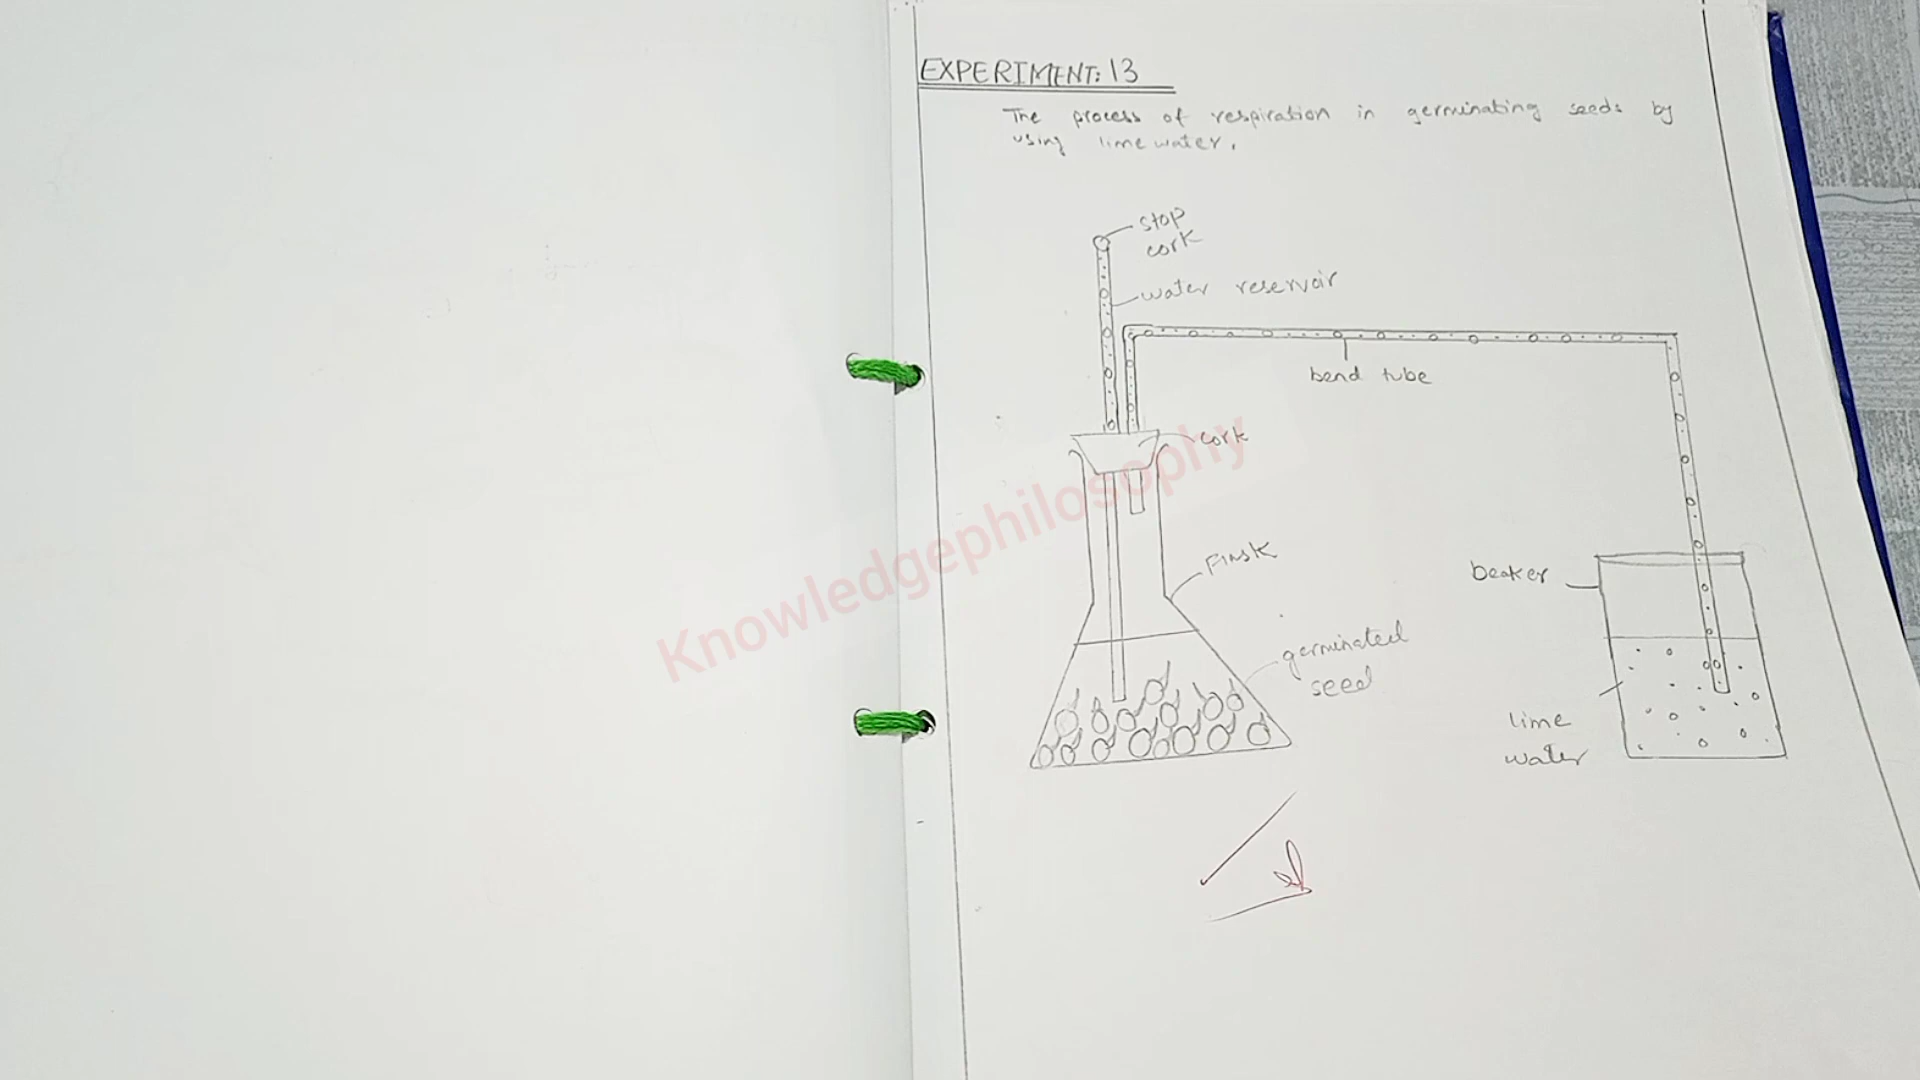 EXPERIMENT: 13
The process of respiration in germinating seeds by
using lime water.
stop
cork
water reservoir
bend tube
cork
Flask
beaker
germinated
seed
lime
water
Knowledgephilosophy